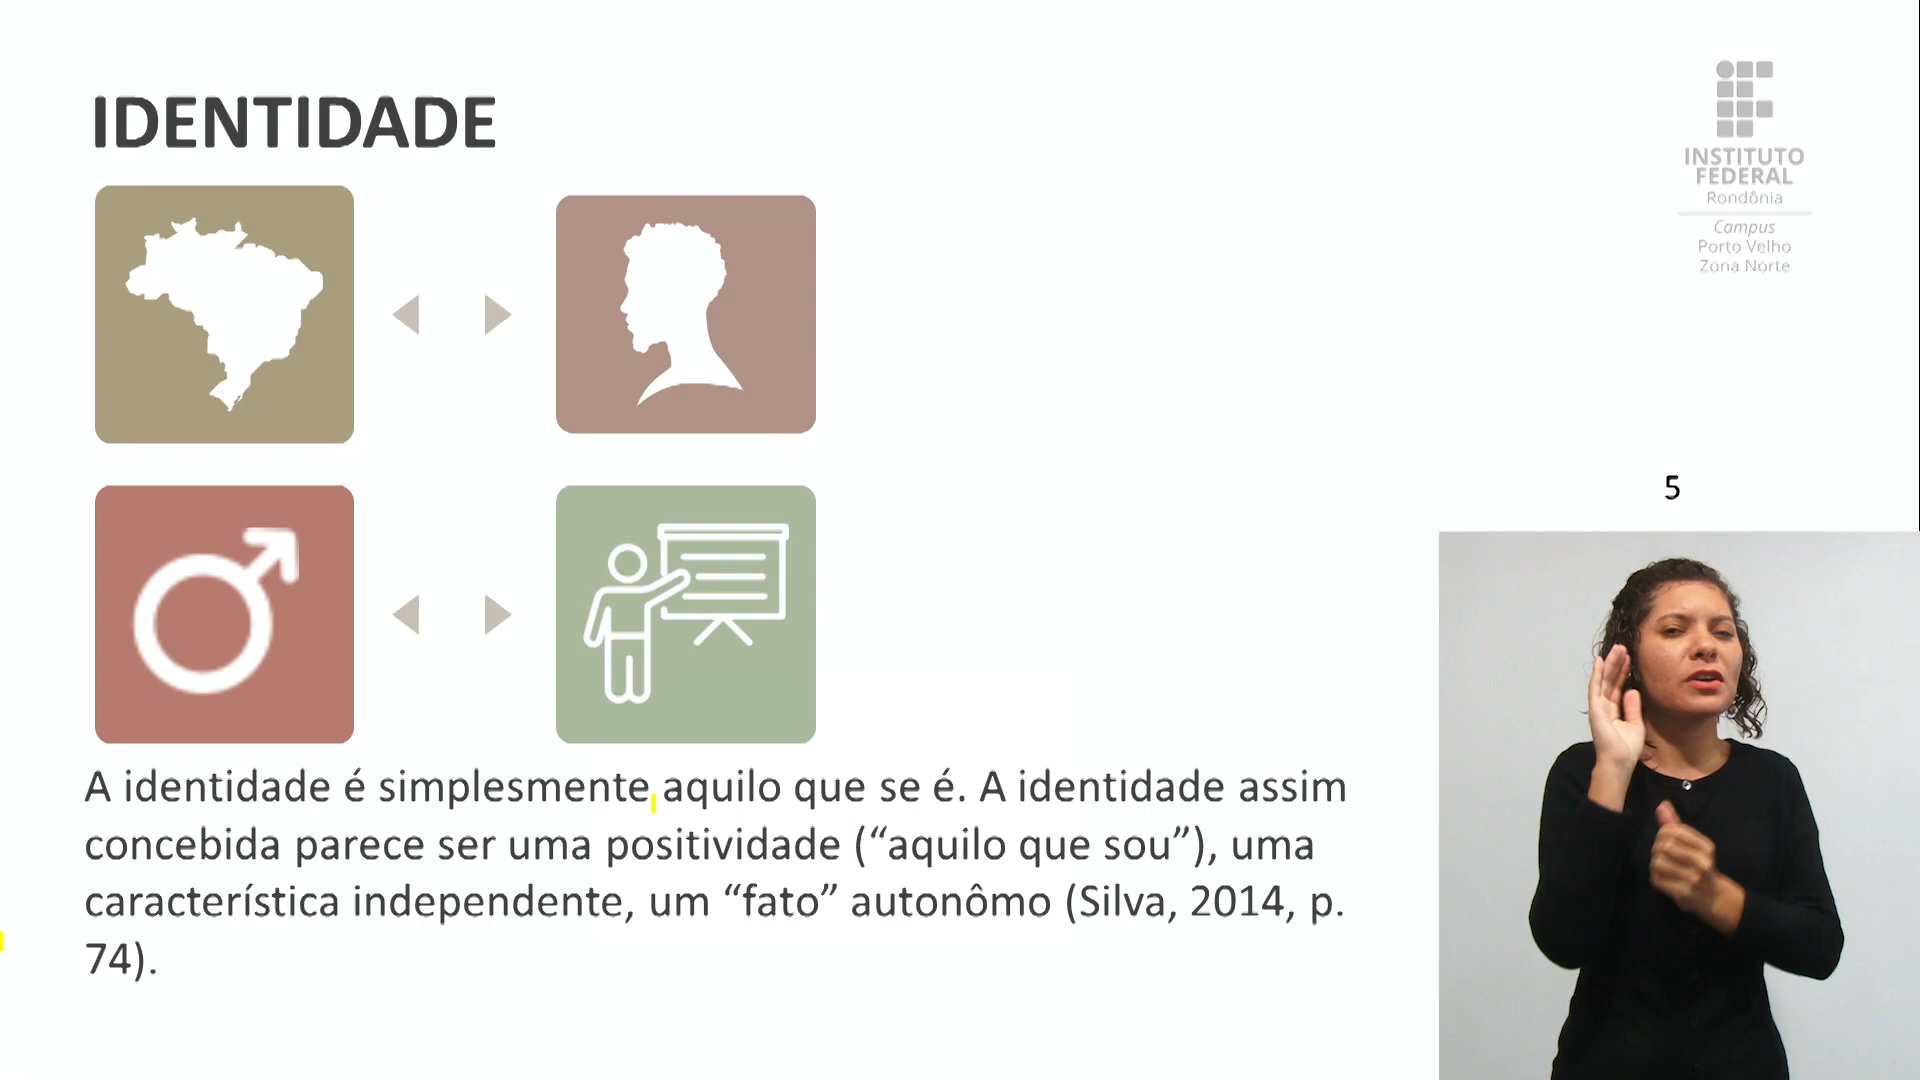 IDENTIDADE
INSTITUTO
FEDERAL
Rondônia
Campus
Porto Velho
Zona Norte
5
A identidade é simplesmente aquilo que se é. A identidade assim
concebida parece ser uma positividade (“aquilo que sou”), uma
característica independente, um “fato” autonômo (Silva, 2014, p.
74).